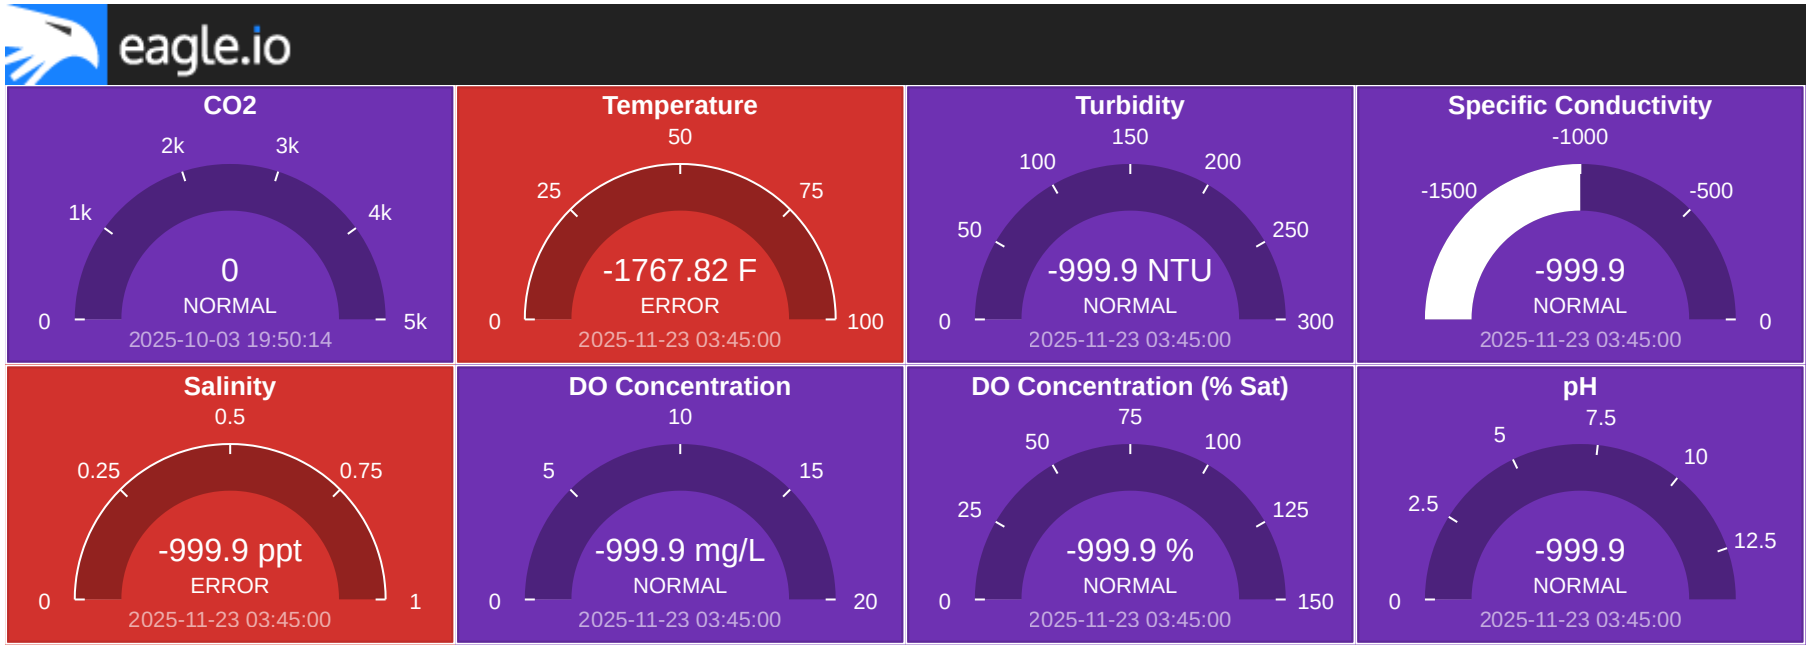 eagle.io
CO2
2k
3k
1k
4k
0
NORMAL
0
5k
2025-10-03 19:50:14
Temperature
50
25
75
-1767.82 F
ERROR
0
100
2025-11-23 03:45:00
Turbidity
150
100
200
50
250
-999.9 NTU
NORMAL
0
300
2025-11-23 03:45:00
Specific Conductivity
-1000
-1500
-500
-999.9
NORMAL
0
2025-11-23 03:45:00
Salinity
0.5
0.25
0.75
-999.9 ppt
ERROR
0
1
2025-11-23 03:45:00
DO Concentration
10
5
15
-999.9 mg/L
NORMAL
0
20
2025-11-23 03:45:00
DO Concentration (% Sat)
75
50
100
25
125
-999.9 %
NORMAL
0
150
2025-11-23 03:45:00
pH
7.5
5
10
2.5
12.5
-999.9
NORMAL
0
2025-11-23 03:45:00